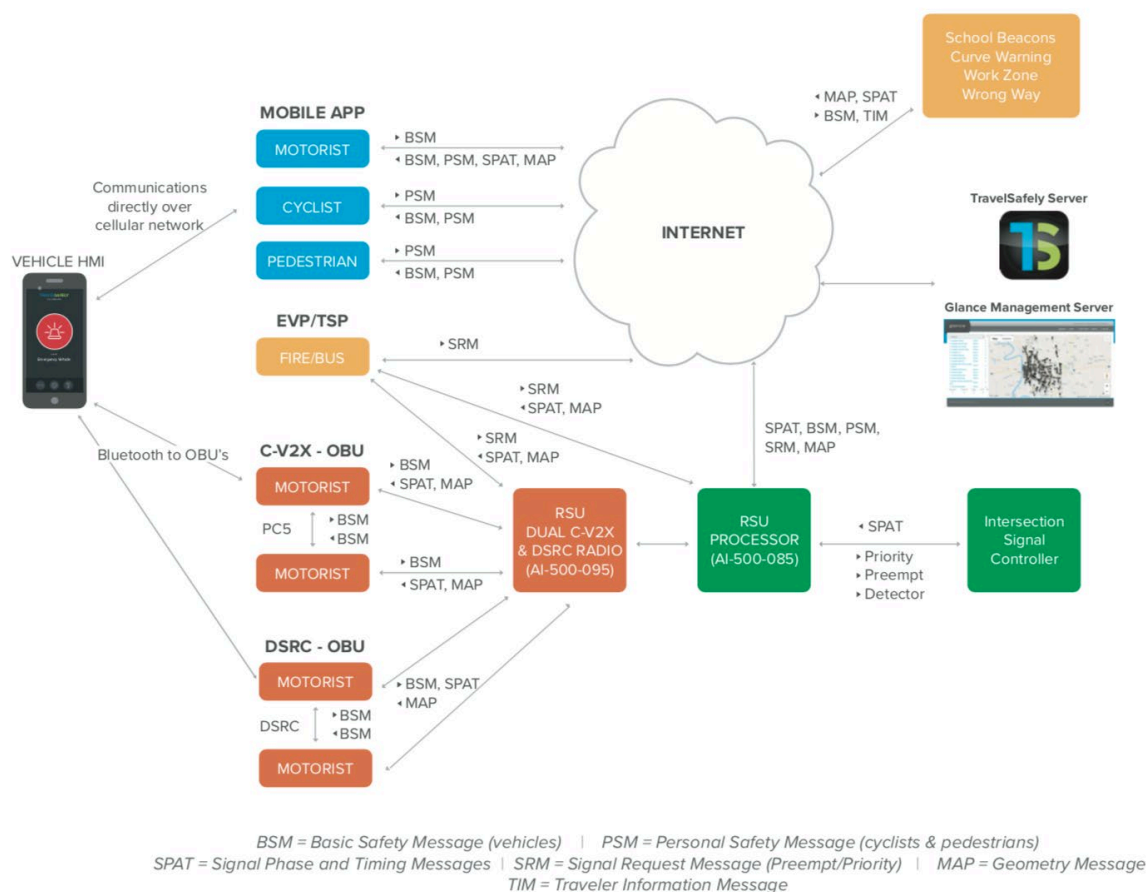 School Beacons
Curve Warning
Work Zone
Wrong Way
◂ MAP, SPAT
▸ BSM, TIM
MOBILE APP
MOTORIST
▸ BSM
◂ BSM, PSM, SPAT, MAP
Communications
directly over
cellular network
CYCLIST
▸ PSM
◂ BSM, PSM
PEDESTRIAN
▸ PSM
◂ BSM, PSM
INTERNET
TravelSafely Server
TS
VEHICLE HMI
Glance Management Server
EVP/TSP
FIRE/BUS
▸ SRM
▸ SRM
◂ SPAT, MAP
▸ SRM
◂ SPAT, MAP
SPAT, BSM, PSM,
SRM, MAP
Bluetooth to OBU's
C-V2X - OBU
MOTORIST
▸ BSM
◂ SPAT, MAP
PC5
▸ BSM
◂ BSM
MOTORIST
▸ BSM
◂ SPAT, MAP
RSU
DUAL C-V2X
& DSRC RADIO
(AI-500-095)
RSU
PROCESSOR
(AI-500-085)
◂ SPAT
▸ Priority
▸ Preempt
▸ Detector
Intersection
Signal
Controller
DSRC - OBU
MOTORIST
▸ BSM, SPAT
◂ MAP
DSRC
▸ BSM
◂ BSM
MOTORIST
BSM = Basic Safety Message (vehicles) | PSM = Personal Safety Message (cyclists & pedestrians)
SPAT = Signal Phase and Timing Messages | SRM = Signal Request Message (Preempt/Priority) | MAP = Geometry Message
TIM = Traveler Information Message